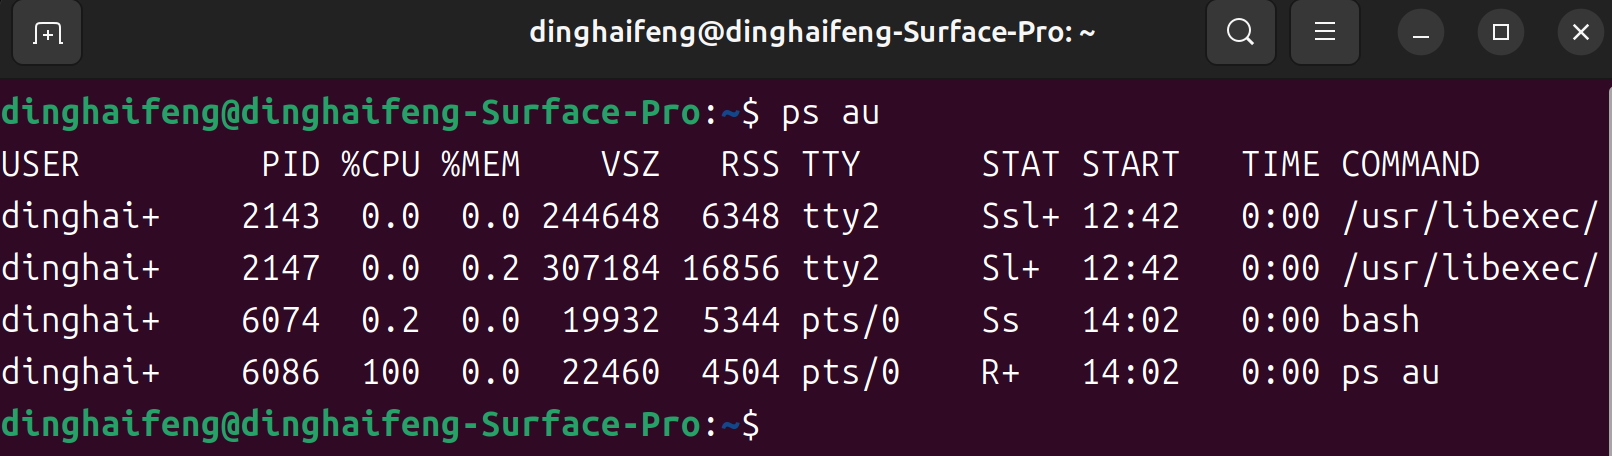 dinghaifeng@dinghaifeng-Surface-Pro: ~
dinghaifeng@dinghaifeng-Surface-Pro:~$ ps au
USER         PID %CPU %MEM    VSZ   RSS TTY      STAT START   TIME COMMAND
dinghai+    2143  0.0  0.0 244648  6348 tty2     Ssl+ 12:42   0:00 /usr/libexec/
dinghai+    2147  0.0  0.2 307184 16856 tty2     Sl+  12:42   0:00 /usr/libexec/
dinghai+    6074  0.2  0.0  19932  5344 pts/0    Ss   14:02   0:00 bash
dinghai+    6086  100  0.0  22460  4504 pts/0    R+   14:02   0:00 ps au
dinghaifeng@dinghaifeng-Surface-Pro:~$